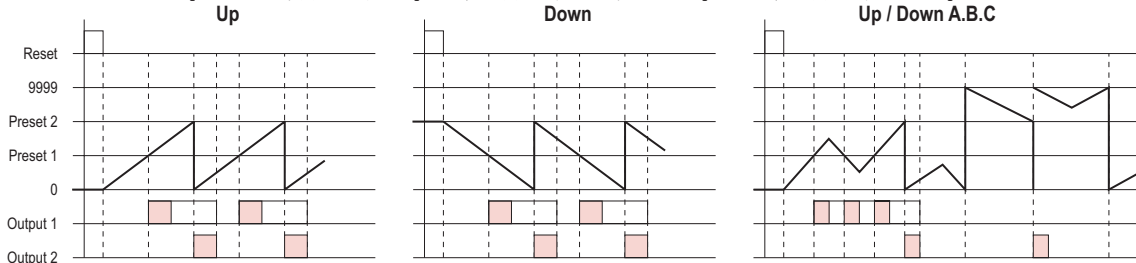 Up
Down
Up / Down A.B.C
Reset
9999
Preset 2
Preset 1
0
Output 1
Output 2